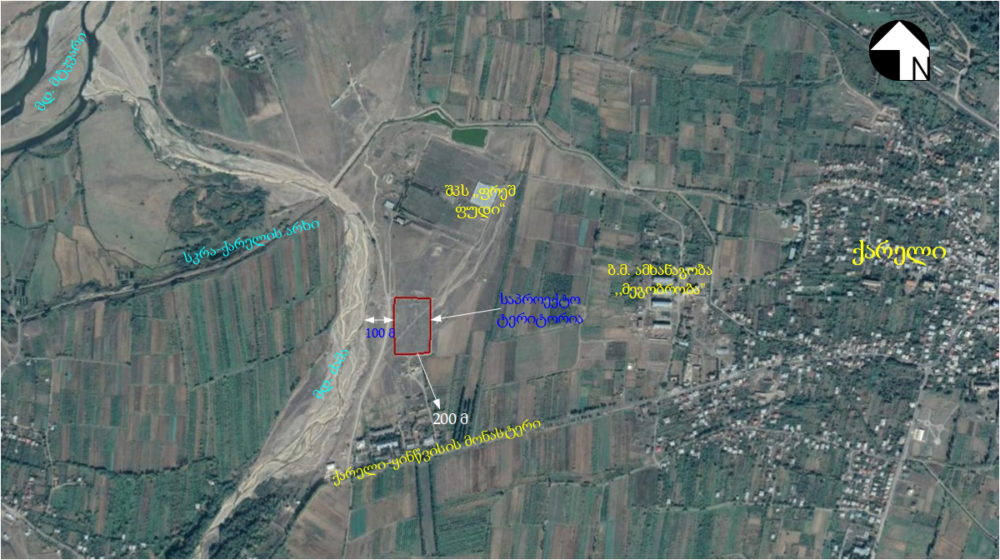 მდ. მტკვარი
N
შპს „ფრეშ
ფუდი“
სკრა-ქარელის არხი
ქარელი
ბ.მ. ამხანაგობა
,,მეგობრობა"
საპროექტო
ტერიტორია
100 მ
მდ. ძამა
200 მ
ქარელი-ყინწვისის მონასტერი